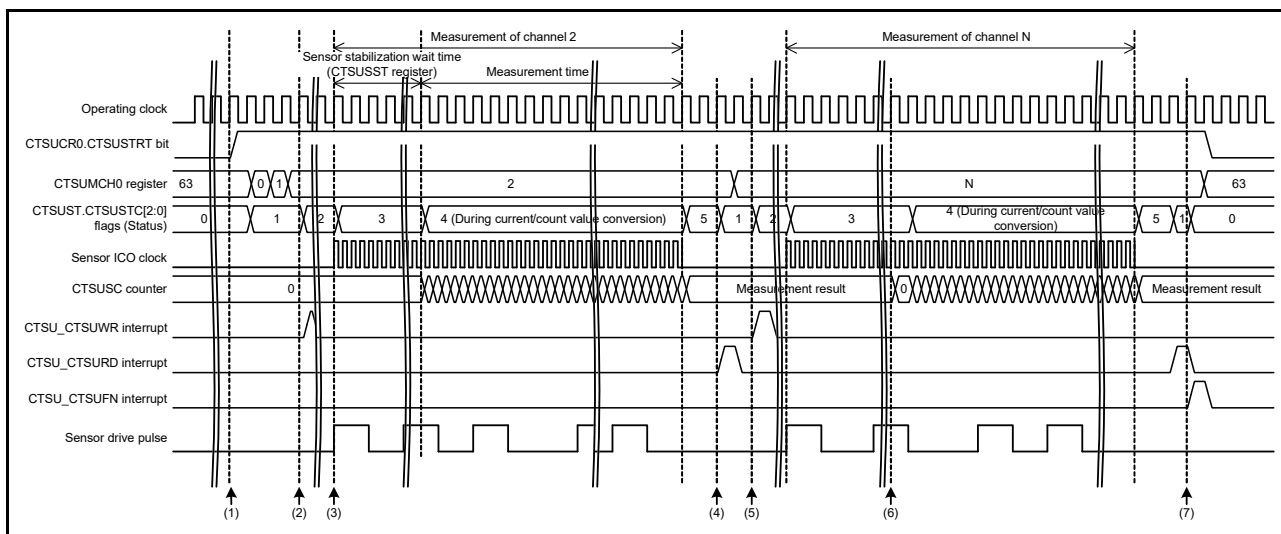 Measurement of channel 2
Measurement of channel N
Sensor stabilization wait time
(CTSUSST register)
Measurement time
Operating clock
CTSUCR0.CTSUSTRT bit
CTSUMCH0 register
63
0
1
2
N
63
CTSUST.CTSUSTC[2:0]
flags (Status)
0
1
2
3
4 (During current/count value conversion)
5
1
2
3
4 (During current/count value
conversion)
5
1
0
Sensor ICO clock
CTSUSC counter
0
Measurement result
0
Measurement result
CTSU_CTSUWR interrupt
CTSU_CTSURD interrupt
CTSU_CTSUFN interrupt
Sensor drive pulse
(1)
(2)
(3)
(4)
(5)
(6)
(7)